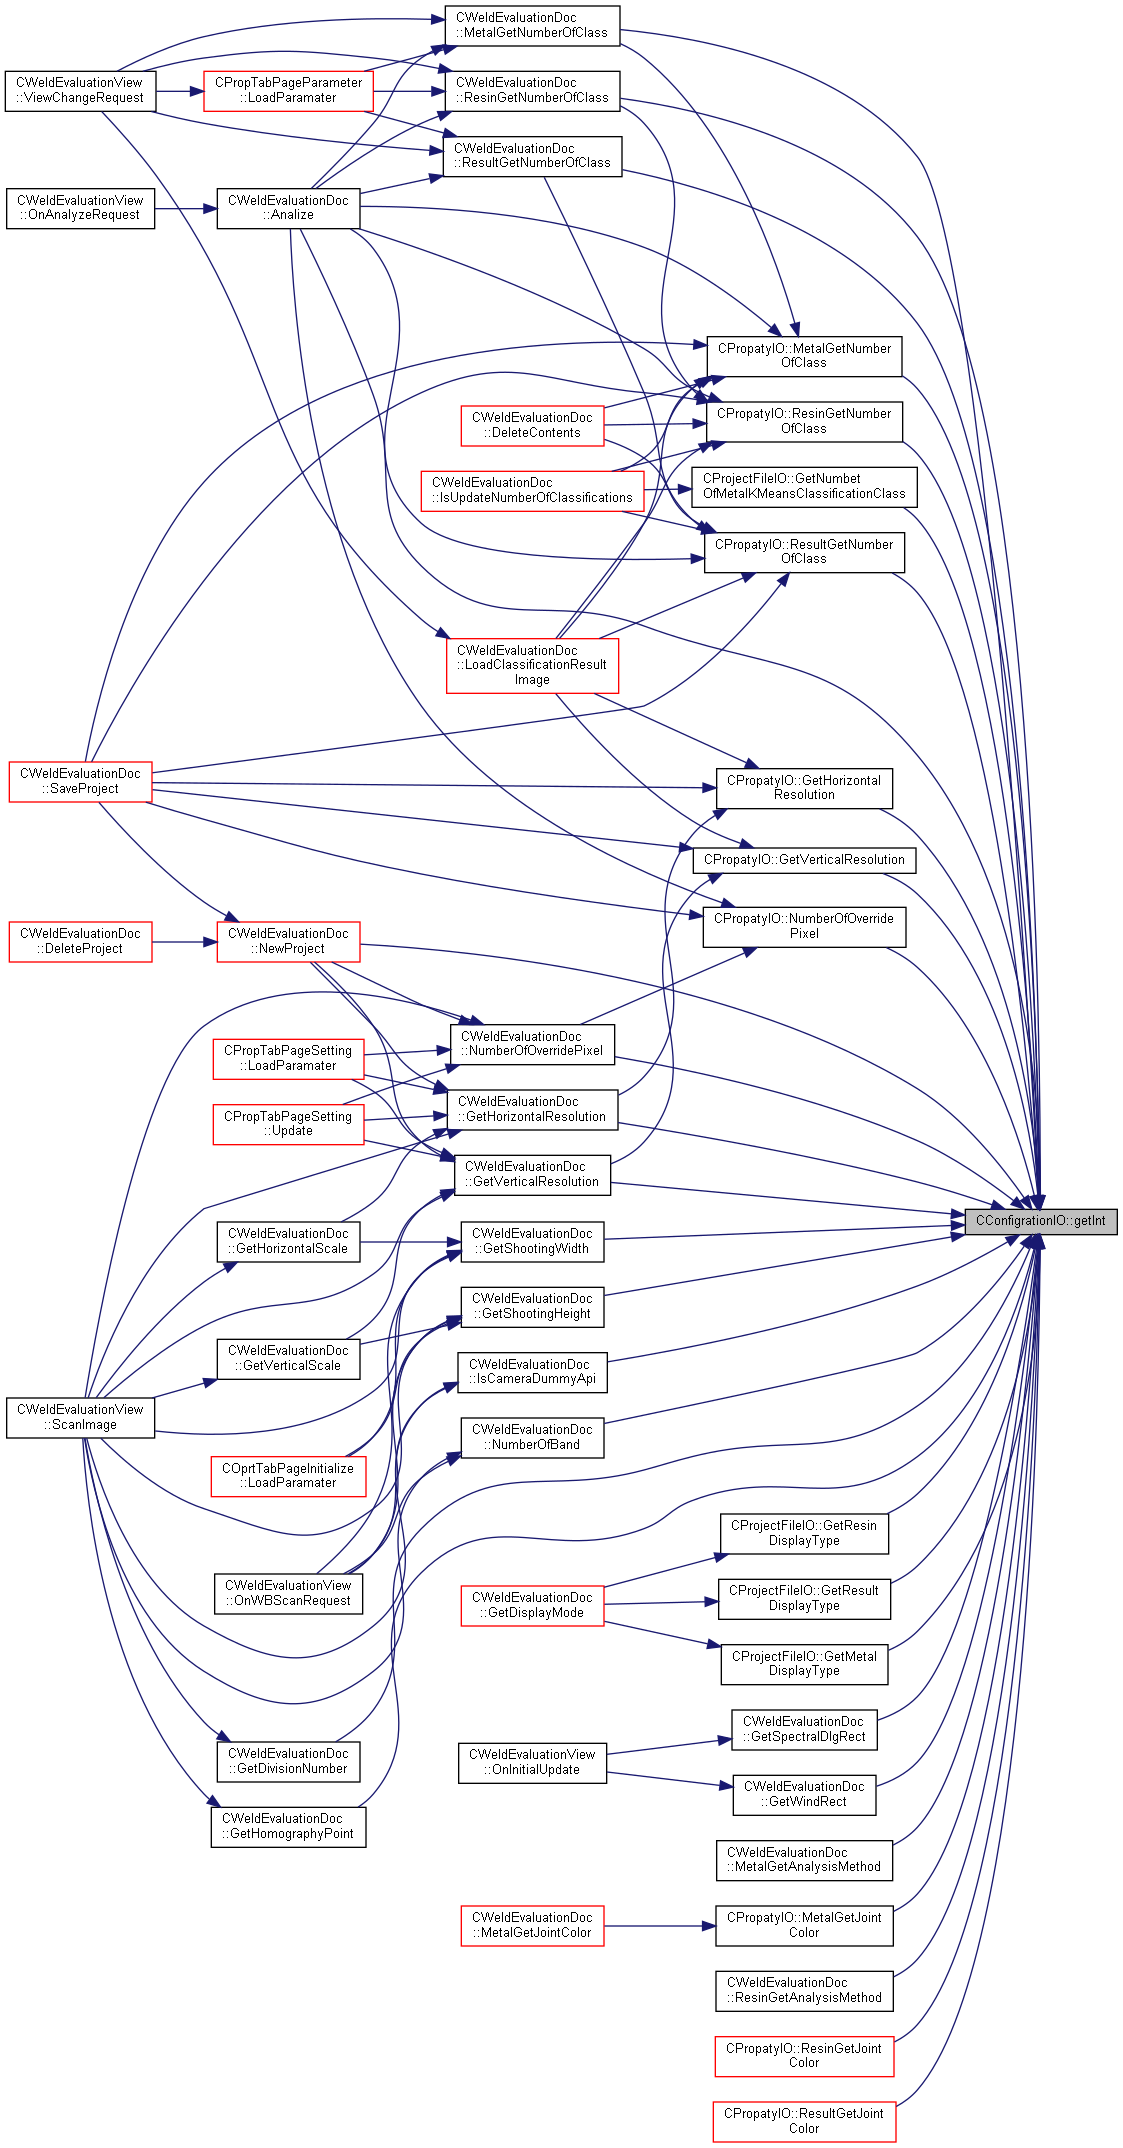 CWeldEvaluationDoc
::MetalGetNumberOfClass
CWeldEvaluationView
::ViewChangeRequest
CPropTabPageParameter
::LoadParamater
CWeldEvaluationDoc
::ResinGetNumberOfClass
CWeldEvaluationDoc
::ResultGetNumberOfClass
CWeldEvaluationView
::OnAnalyzeRequest
CWeldEvaluationDoc
::Analize
CPropatyIO::MetalGetNumber
OfClass
CWeldEvaluationDoc
::DeleteContents
CPropatyIO::ResinGetNumber
OfClass
CWeldEvaluationDoc
::IsUpdateNumberOfClassifications
CProjectFileIO::GetNumbet
OfMetalKMeansClassificationClass
CPropatyIO::ResultGetNumber
OfClass
CWeldEvaluationDoc
::LoadClassificationResult
Image
CWeldEvaluationDoc
::SaveProject
CPropatyIO::GetHorizontal
Resolution
CPropatyIO::GetVerticalResolution
CPropatyIO::NumberOfOverride
Pixel
CWeldEvaluationDoc
::DeleteProject
CWeldEvaluationDoc
::NewProject
CWeldEvaluationDoc
::NumberOfOverridePixel
CPropTabPageSetting
::LoadParamater
CWeldEvaluationDoc
::GetHorizontalResolution
CPropTabPageSetting
::Update
CWeldEvaluationDoc
::GetVerticalResolution
CConfigrationIO::getInt
CWeldEvaluationDoc
::GetHorizontalScale
CWeldEvaluationDoc
::GetShootingWidth
CWeldEvaluationDoc
::GetShootingHeight
CWeldEvaluationDoc
::GetVerticalScale
CWeldEvaluationDoc
::IsCameraDummyApi
CWeldEvaluationView
::ScanImage
CWeldEvaluationDoc
::NumberOfBand
COprtTabPageInitialize
::LoadParamater
CProjectFileIO::GetResin
DisplayType
CWeldEvaluationView
::OnWBScanRequest
CWeldEvaluationDoc
::GetDisplayMode
CProjectFileIO::GetResult
DisplayType
CProjectFileIO::GetMetal
DisplayType
CWeldEvaluationDoc
::GetSpectralDlgRect
CWeldEvaluationDoc
::GetDivisionNumber
CWeldEvaluationView
::OnInitialUpdate
CWeldEvaluationDoc
::GetWindRect
CWeldEvaluationDoc
::GetHomographyPoint
CWeldEvaluationDoc
::MetalGetAnalysisMethod
CWeldEvaluationDoc
::MetalGetJointColor
CPropatyIO::MetalGetJoint
Color
CWeldEvaluationDoc
::ResinGetAnalysisMethod
CPropatyIO::ResinGetJoint
Color
CPropatyIO::ResultGetJoint
Color